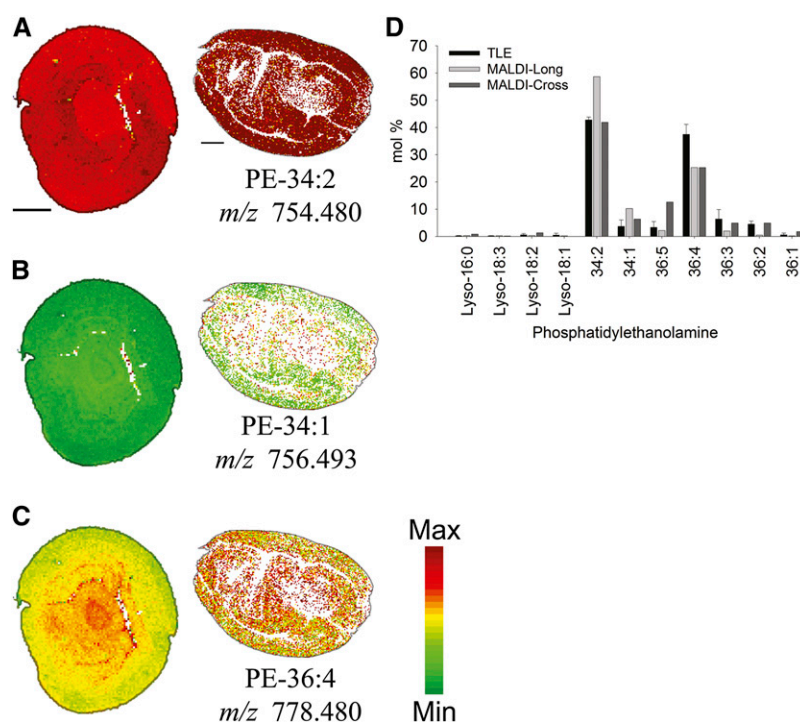 A
PE-34:2
m/z 754.480
B
PE-34:1
m/z 756.493
C
PE-36:4
m/z 778.480
Max
Min
D
TLE
MALDI-Long
MALDI-Cross
mol %
70
60
50
40
30
20
10
0
Lyso-16:0
Lyso-18:3
Lyso-18:2
Lyso-18:1
34:2
34:1
36:5
36:4
36:3
36:2
36:1
Phosphatidylethanolamine